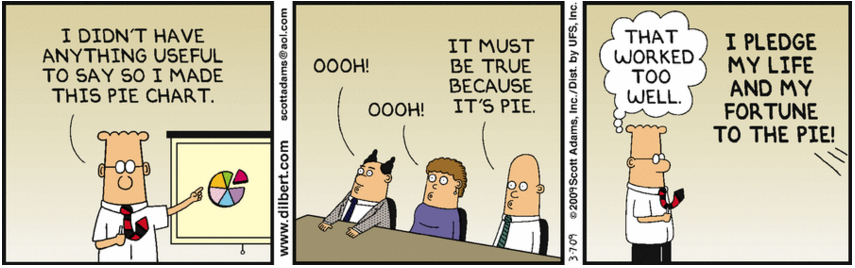 I DIDN'T HAVE
ANYTHING USEFUL
TO SAY SO I MADE
THIS PIE CHART.
www.dilbert.com scottadams@aol.com
OOOH!
OOOH!
IT MUST
BE TRUE
BECAUSE
IT'S PIE.
3-7-09 ©2009 Scott Adams, Inc./Dist. by UFS, Inc.
THAT
WORKED
TOO
WELL.
I PLEDGE
MY LIFE
AND MY
FORTUNE
TO THE PIE!